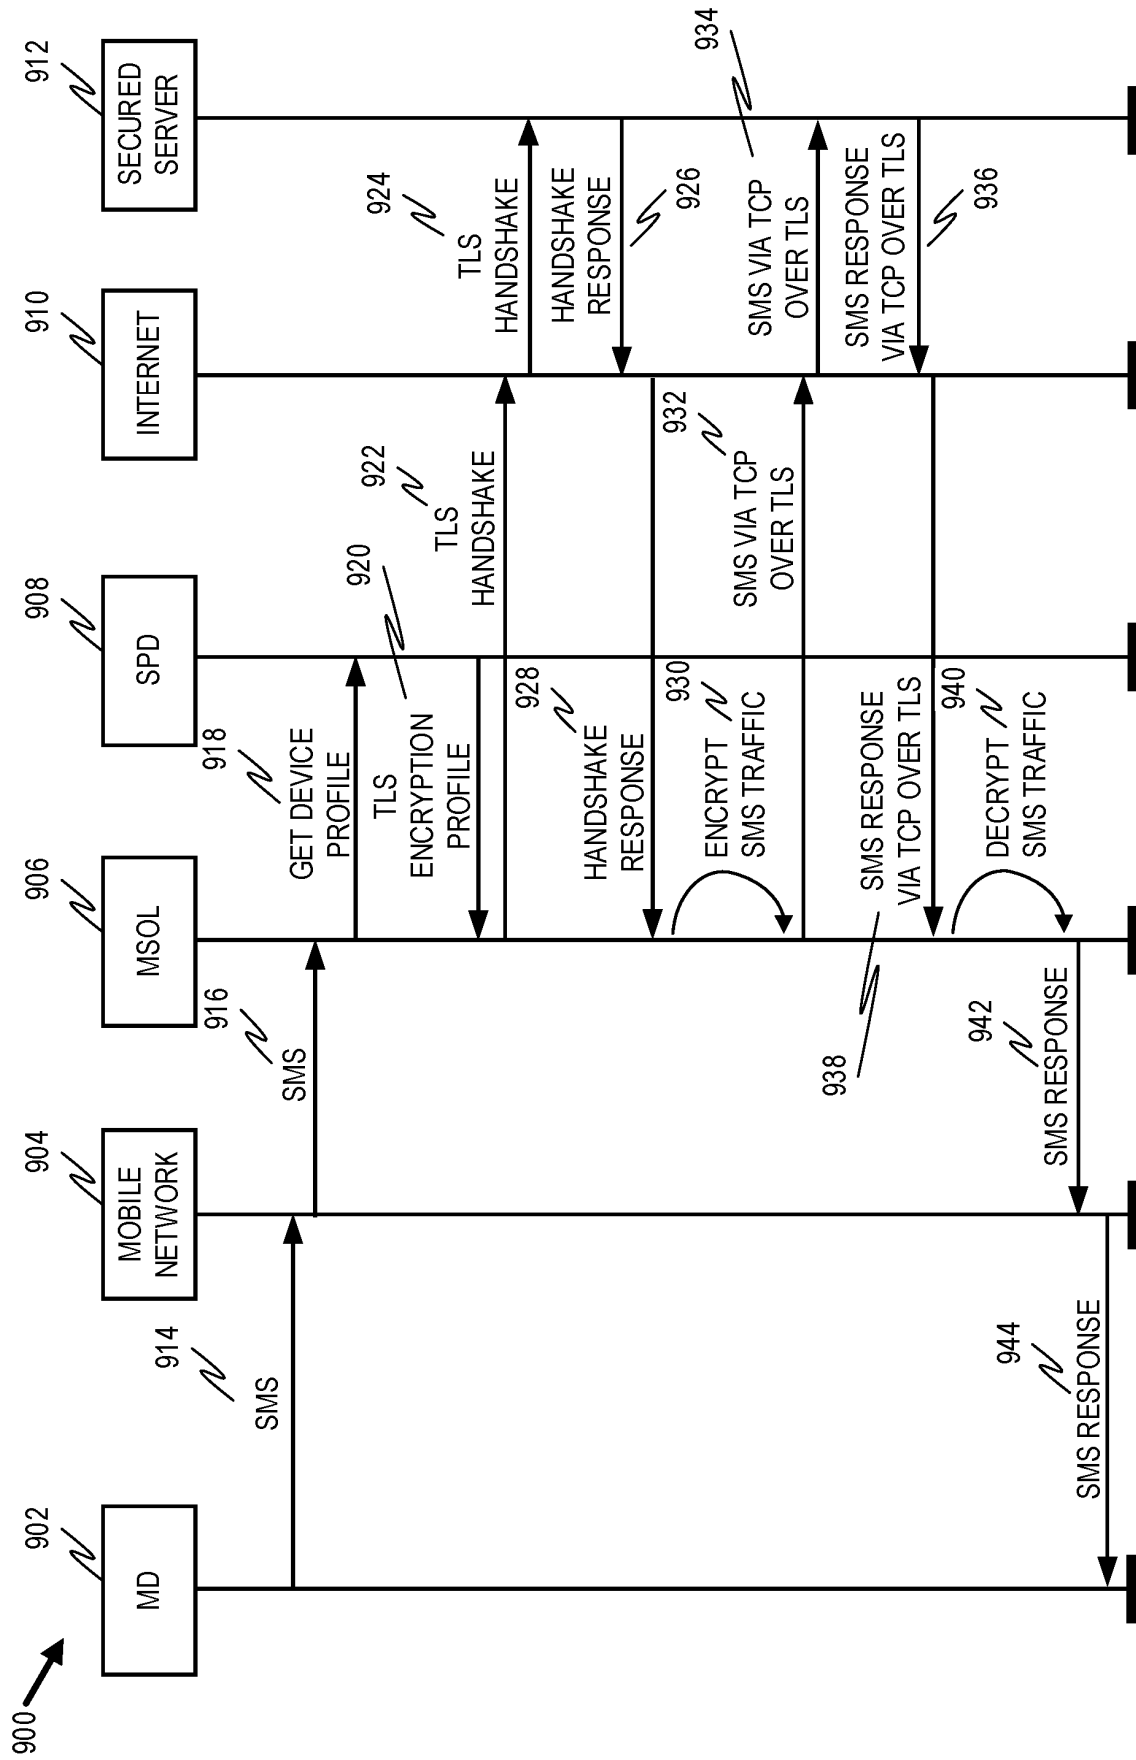 900
902
MD
904
MOBILE
NETWORK
906
MSOL
908
SPD
910
INTERNET
912
SECURED
SERVER
914
SMS
916
SMS
918
GET DEVICE
PROFILE
920
TLS
ENCRYPTION
PROFILE
922
TLS
HANDSHAKE
924
TLS
HANDSHAKE
HANDSHAKE
RESPONSE
926
928
HANDSHAKE
RESPONSE
930
ENCRYPT
SMS TRAFFIC
932
SMS VIA TCP
OVER TLS
934
SMS VIA TCP
OVER TLS
SMS RESPONSE
VIA TCP OVER TLS
936
SMS RESPONSE
VIA TCP OVER TLS
938
940
DECRYPT
SMS TRAFFIC
942
SMS RESPONSE
944
SMS RESPONSE